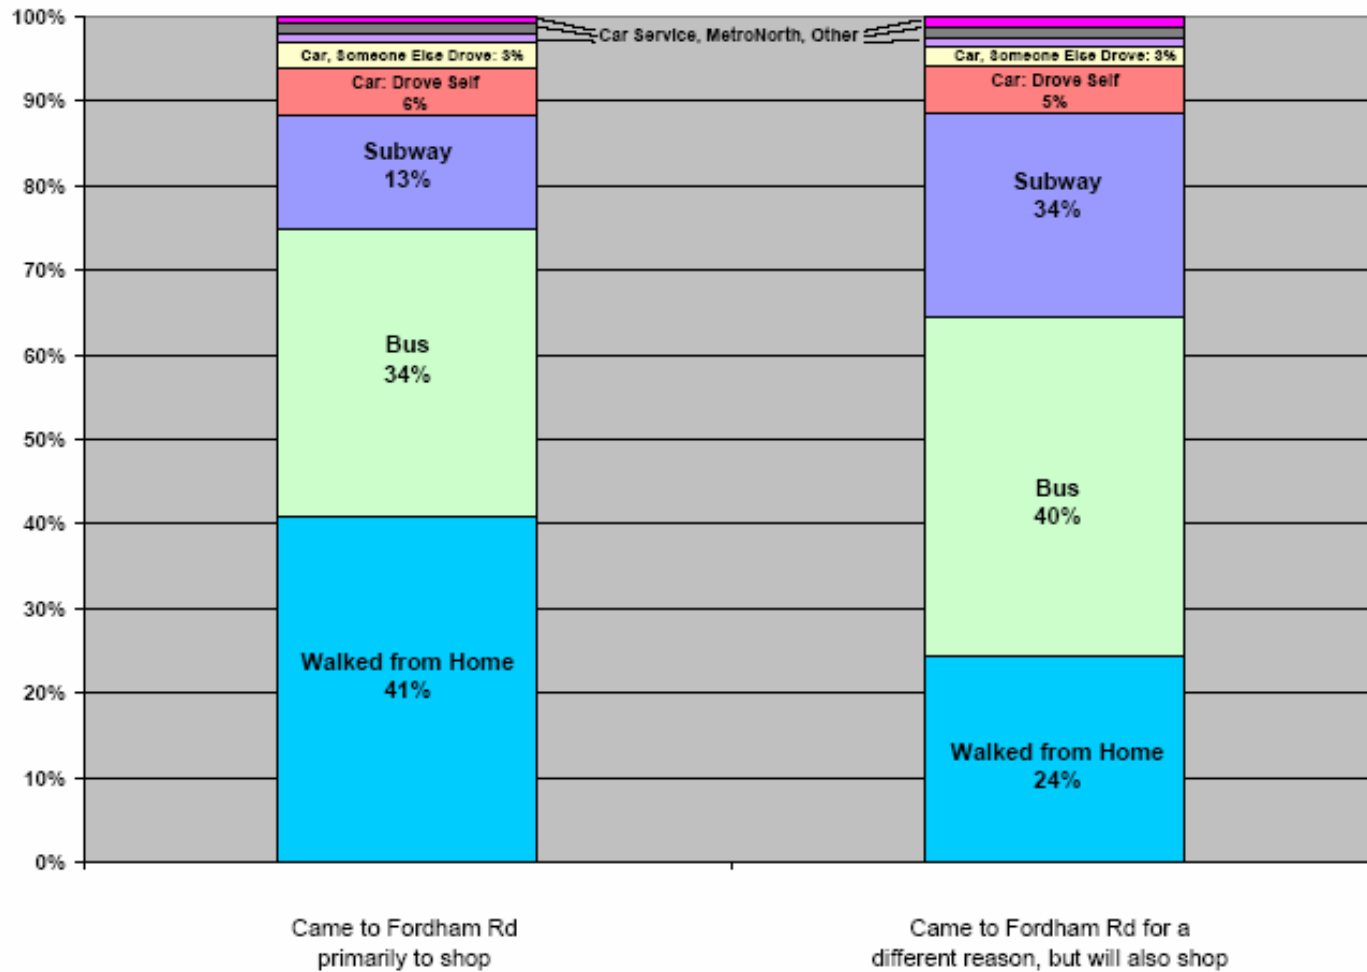 100%
90%
80%
70%
60%
50%
40%
30%
20%
10%
0%
Car Service, MetroNorth, Other
Car, Someone Else Drove: 3%
Car: Drove Self
6%
Subway
13%
Bus
34%
Walked from Home
41%
Car, Someone Else Drove: 3%
Car: Drove Self
5%
Subway
34%
Bus
40%
Walked from Home
24%
Came to Fordham Rd
primarily to shop
Came to Fordham Rd for a
different reason, but will also shop